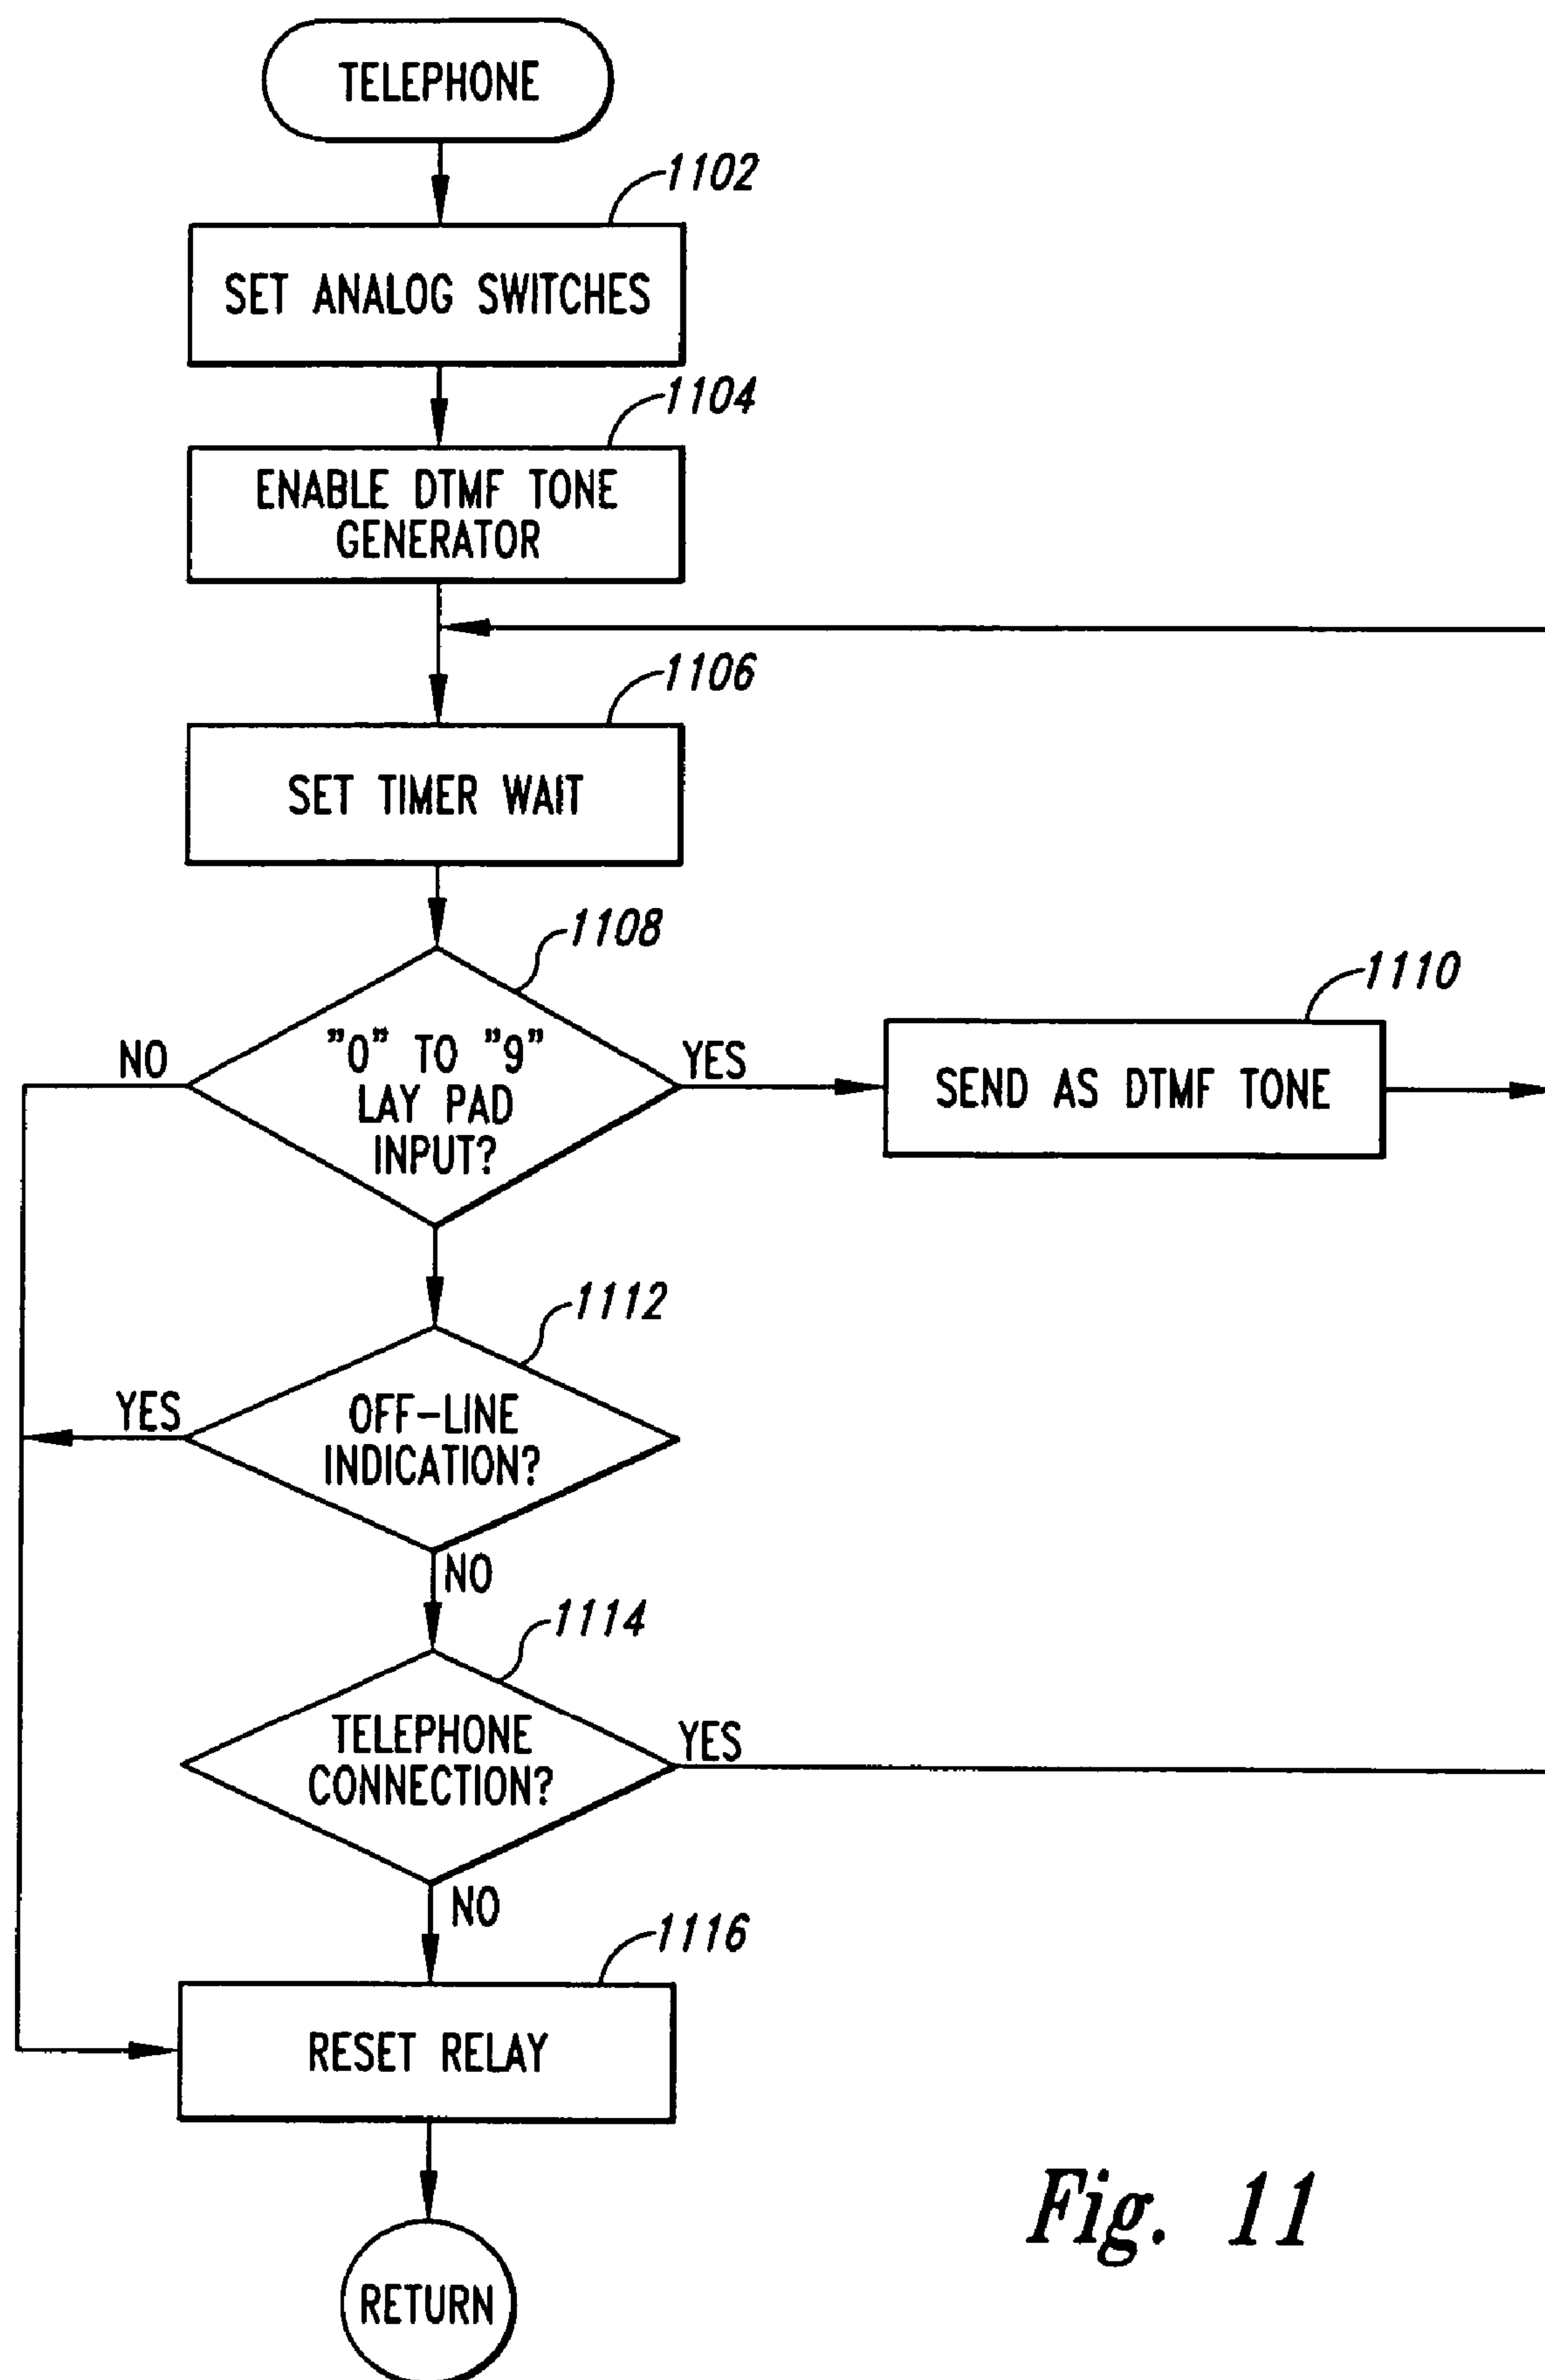 TELEPHONE
1102
SET ANALOG SWITCHES
1104
ENABLE DTMF TONE
GENERATOR
1106
SET TIMER WAIT
1108
NO
"0" TO "9"
LAY PAD
INPUT?
YES
1110
SEND AS DTMF TONE
1112
YES
OFF-LINE
INDICATION?
NO
1114
TELEPHONE
CONNECTION?
YES
NO
1116
RESET RELAY
RETURN
Fig. 11